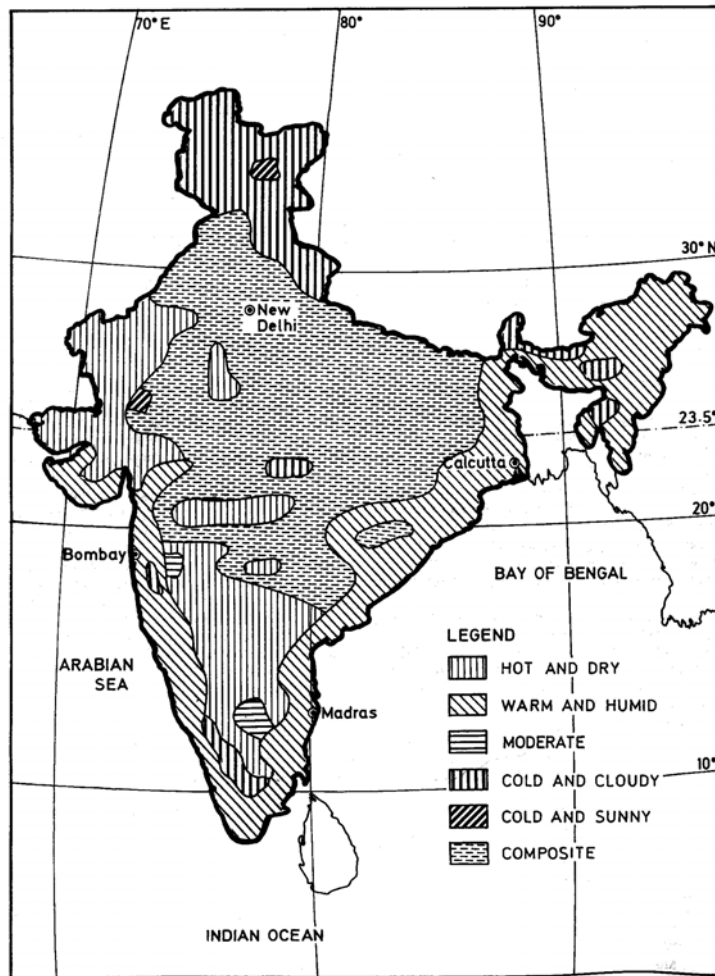 70° E
80°
90°
30° N
New
Delhi
23.5°
Calcutta
20°
Bombay
BAY OF BENGAL
LEGEND
ARABIAN
SEA
HOT AND DRY
WARM AND HUMID
Madras
MODERATE
10°
COLD AND CLOUDY
COLD AND SUNNY
COMPOSITE
INDIAN OCEAN